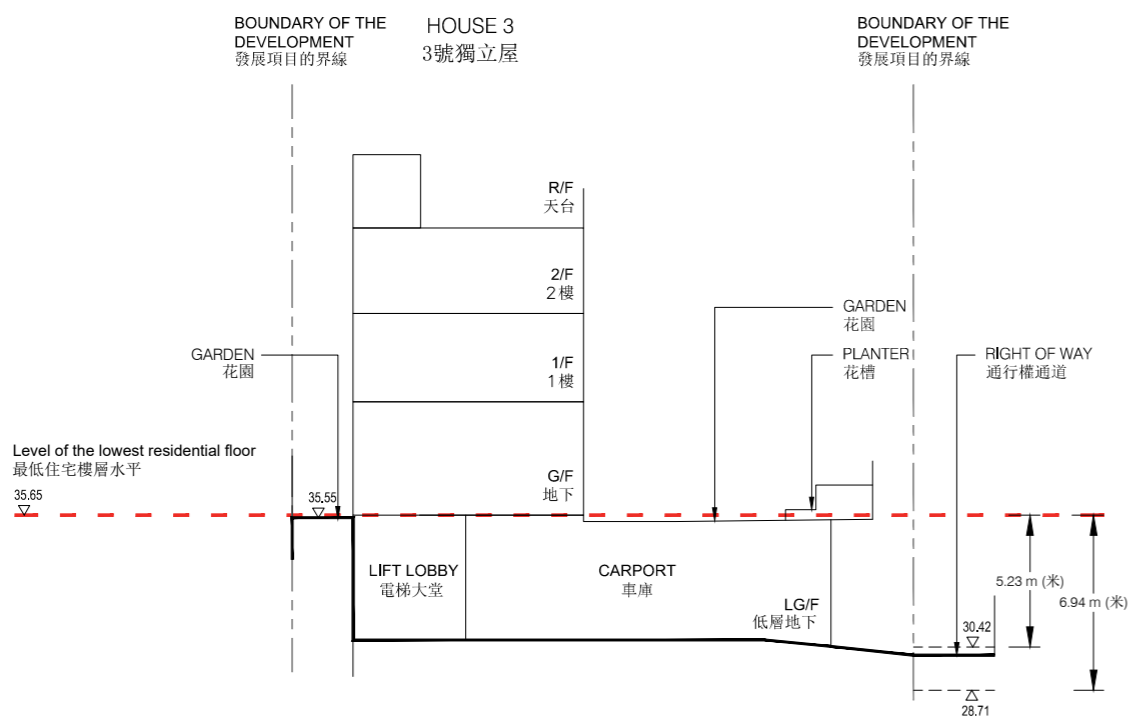 BOUNDARY OF THE
DEVELOPMENT
發展項目的界線
HOUSE 3
3號獨立屋
BOUNDARY OF THE
DEVELOPMENT
發展項目的界線
R/F
天台
2/F
2樓
GARDEN
花園
GARDEN
花園
1/F
1樓
PLANTER
花槽
RIGHT OF WAY
通行權通道
Level of the lowest residential floor
最低住宅樓層水平
35.65
35.55
G/F
地下
LIFT LOBBY
電梯大堂
CARPORT
車庫
LG/F
低層地下
5.23 m (米)
6.94 m (米)
30.42
28.71